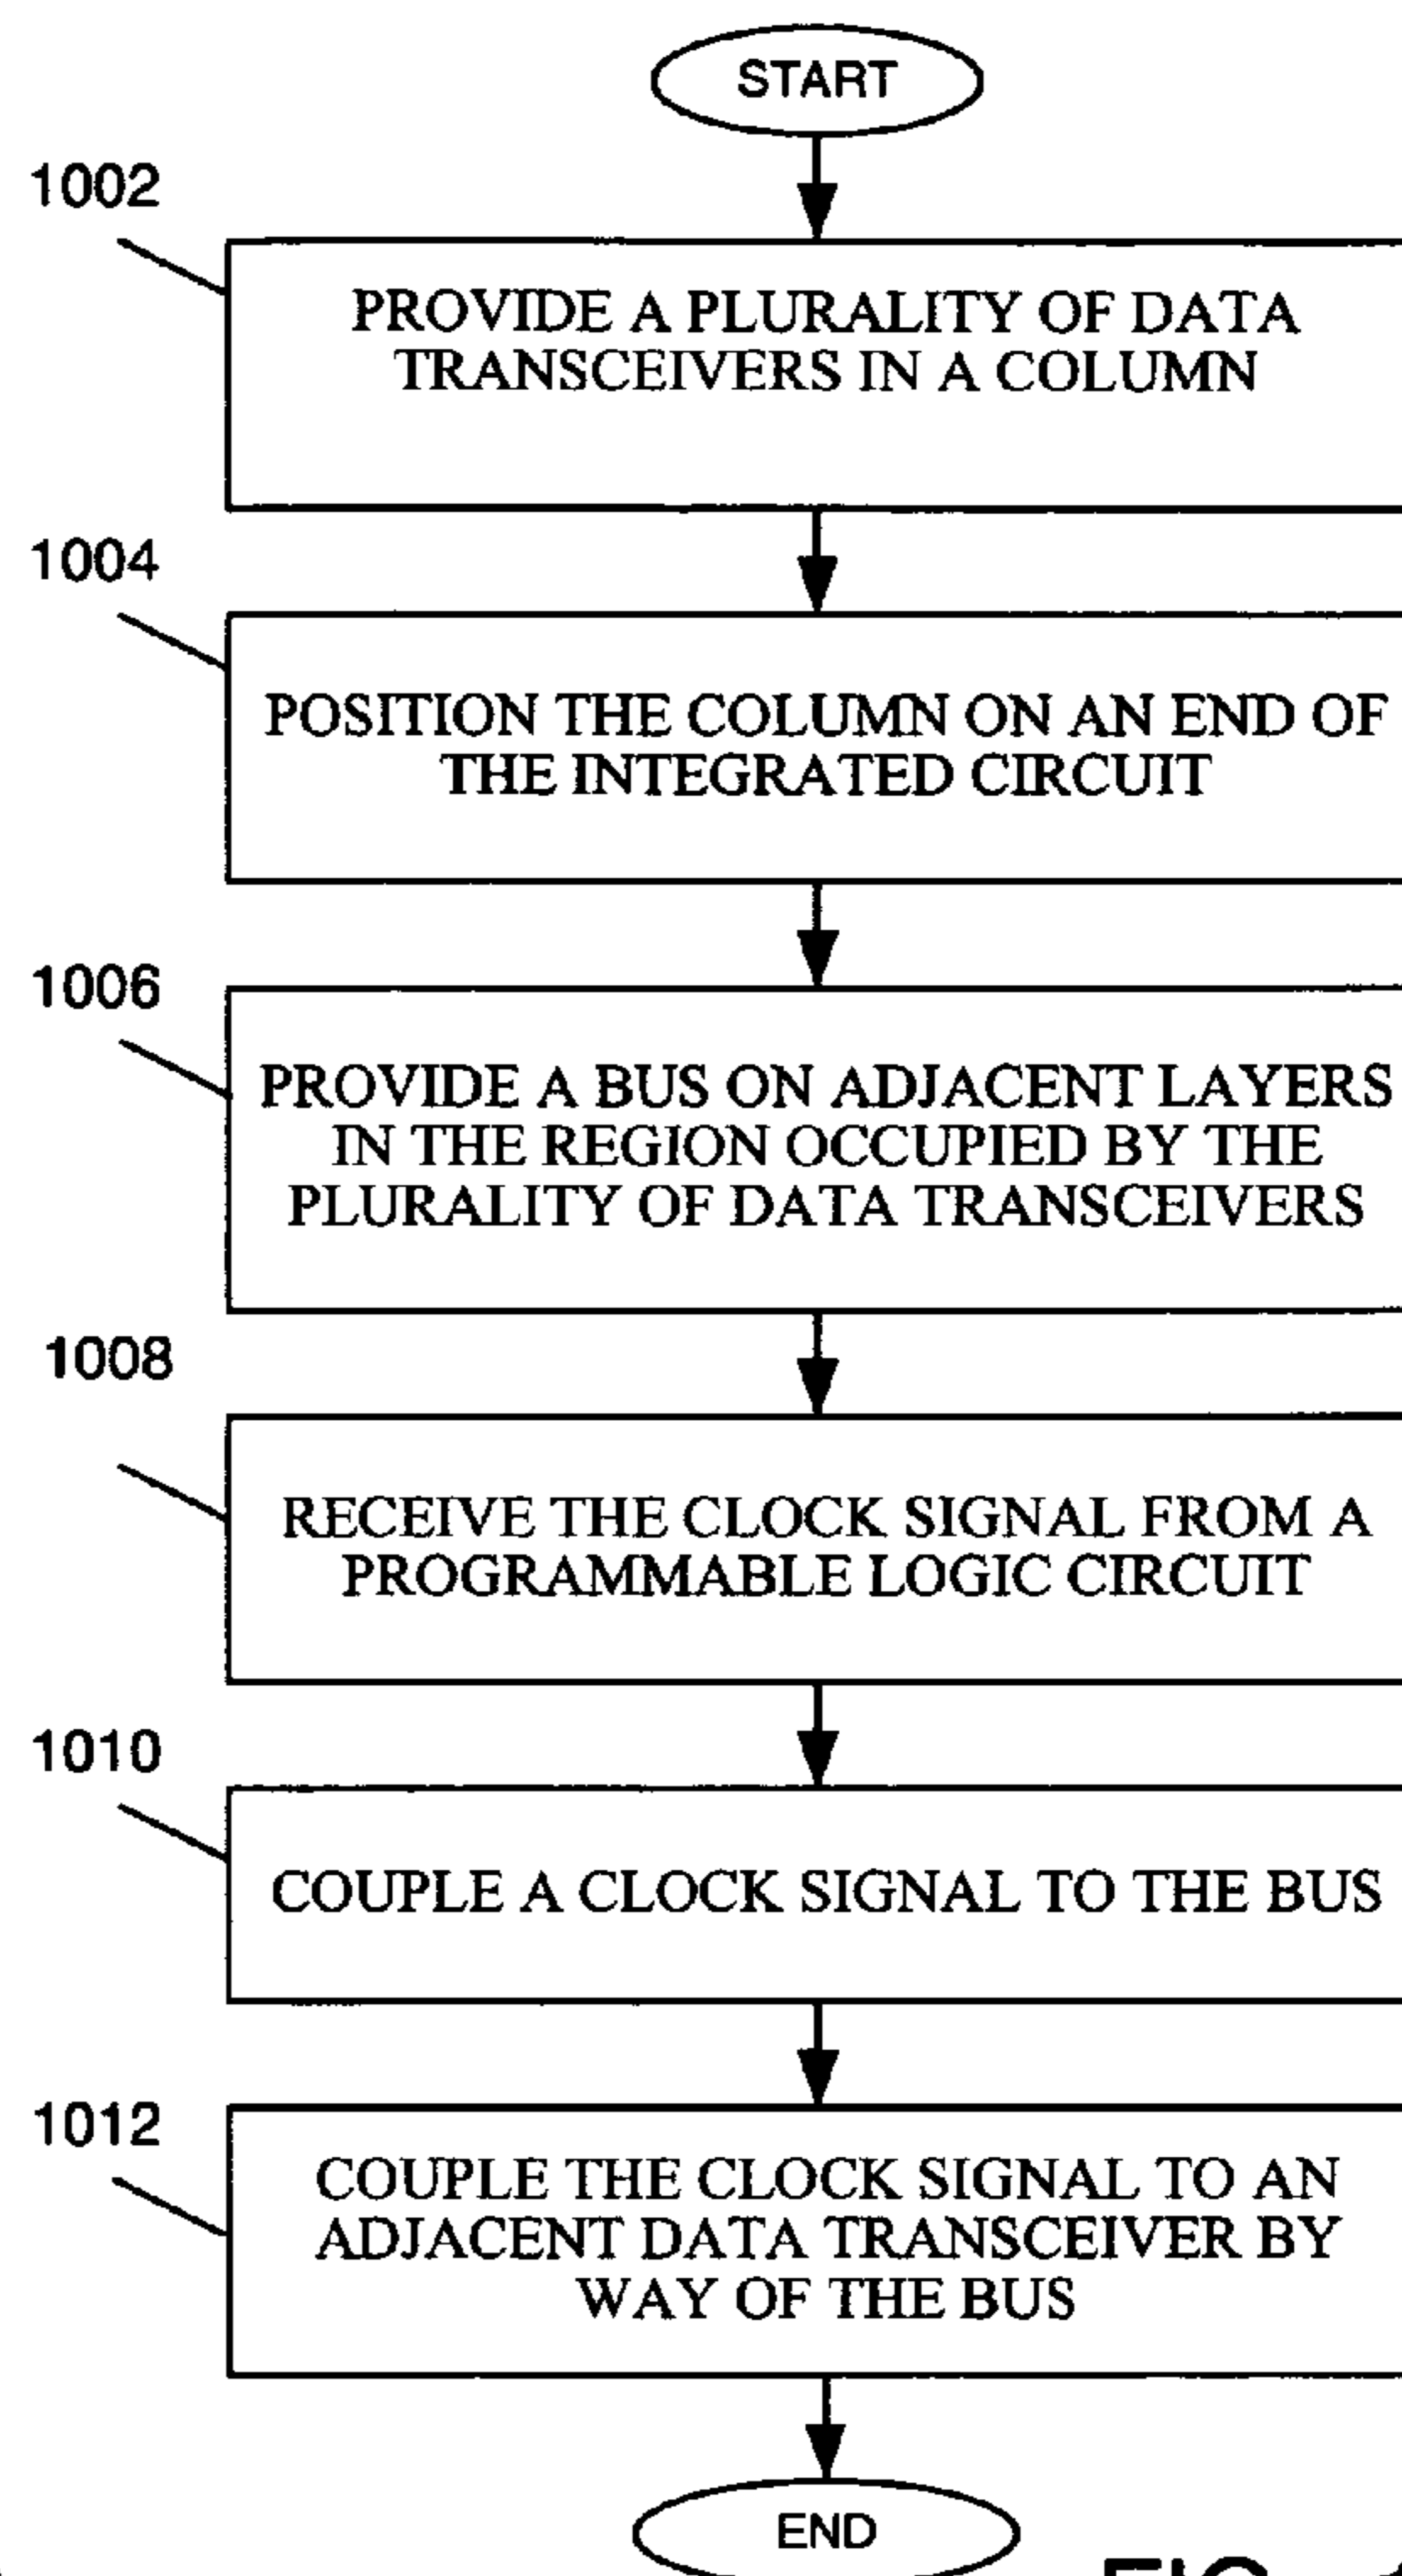 START
1002
PROVIDE A PLURALITY OF DATA
TRANSCEIVERS IN A COLUMN
1004
POSITION THE COLUMN ON AN END OF
THE INTEGRATED CIRCUIT
1006
PROVIDE A BUS ON ADJACENT LAYERS
IN THE REGION OCCUPIED BY THE
PLURALITY OF DATA TRANSCEIVERS
1008
RECEIVE THE CLOCK SIGNAL FROM A
PROGRAMMABLE LOGIC CIRCUIT
1010
COUPLE A CLOCK SIGNAL TO THE BUS
1012
COUPLE THE CLOCK SIGNAL TO AN
ADJACENT DATA TRANSCEIVER BY
WAY OF THE BUS
END